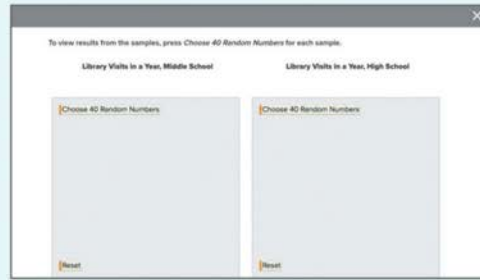 To view results from the samples, press Choose 40 Random Numbers for each sample.
Library Visits in a Year, Middle School
Library Visits in a Year, High School
Choose 40 Random Numbers
Choose 40 Random Numbers
Reset
Reset